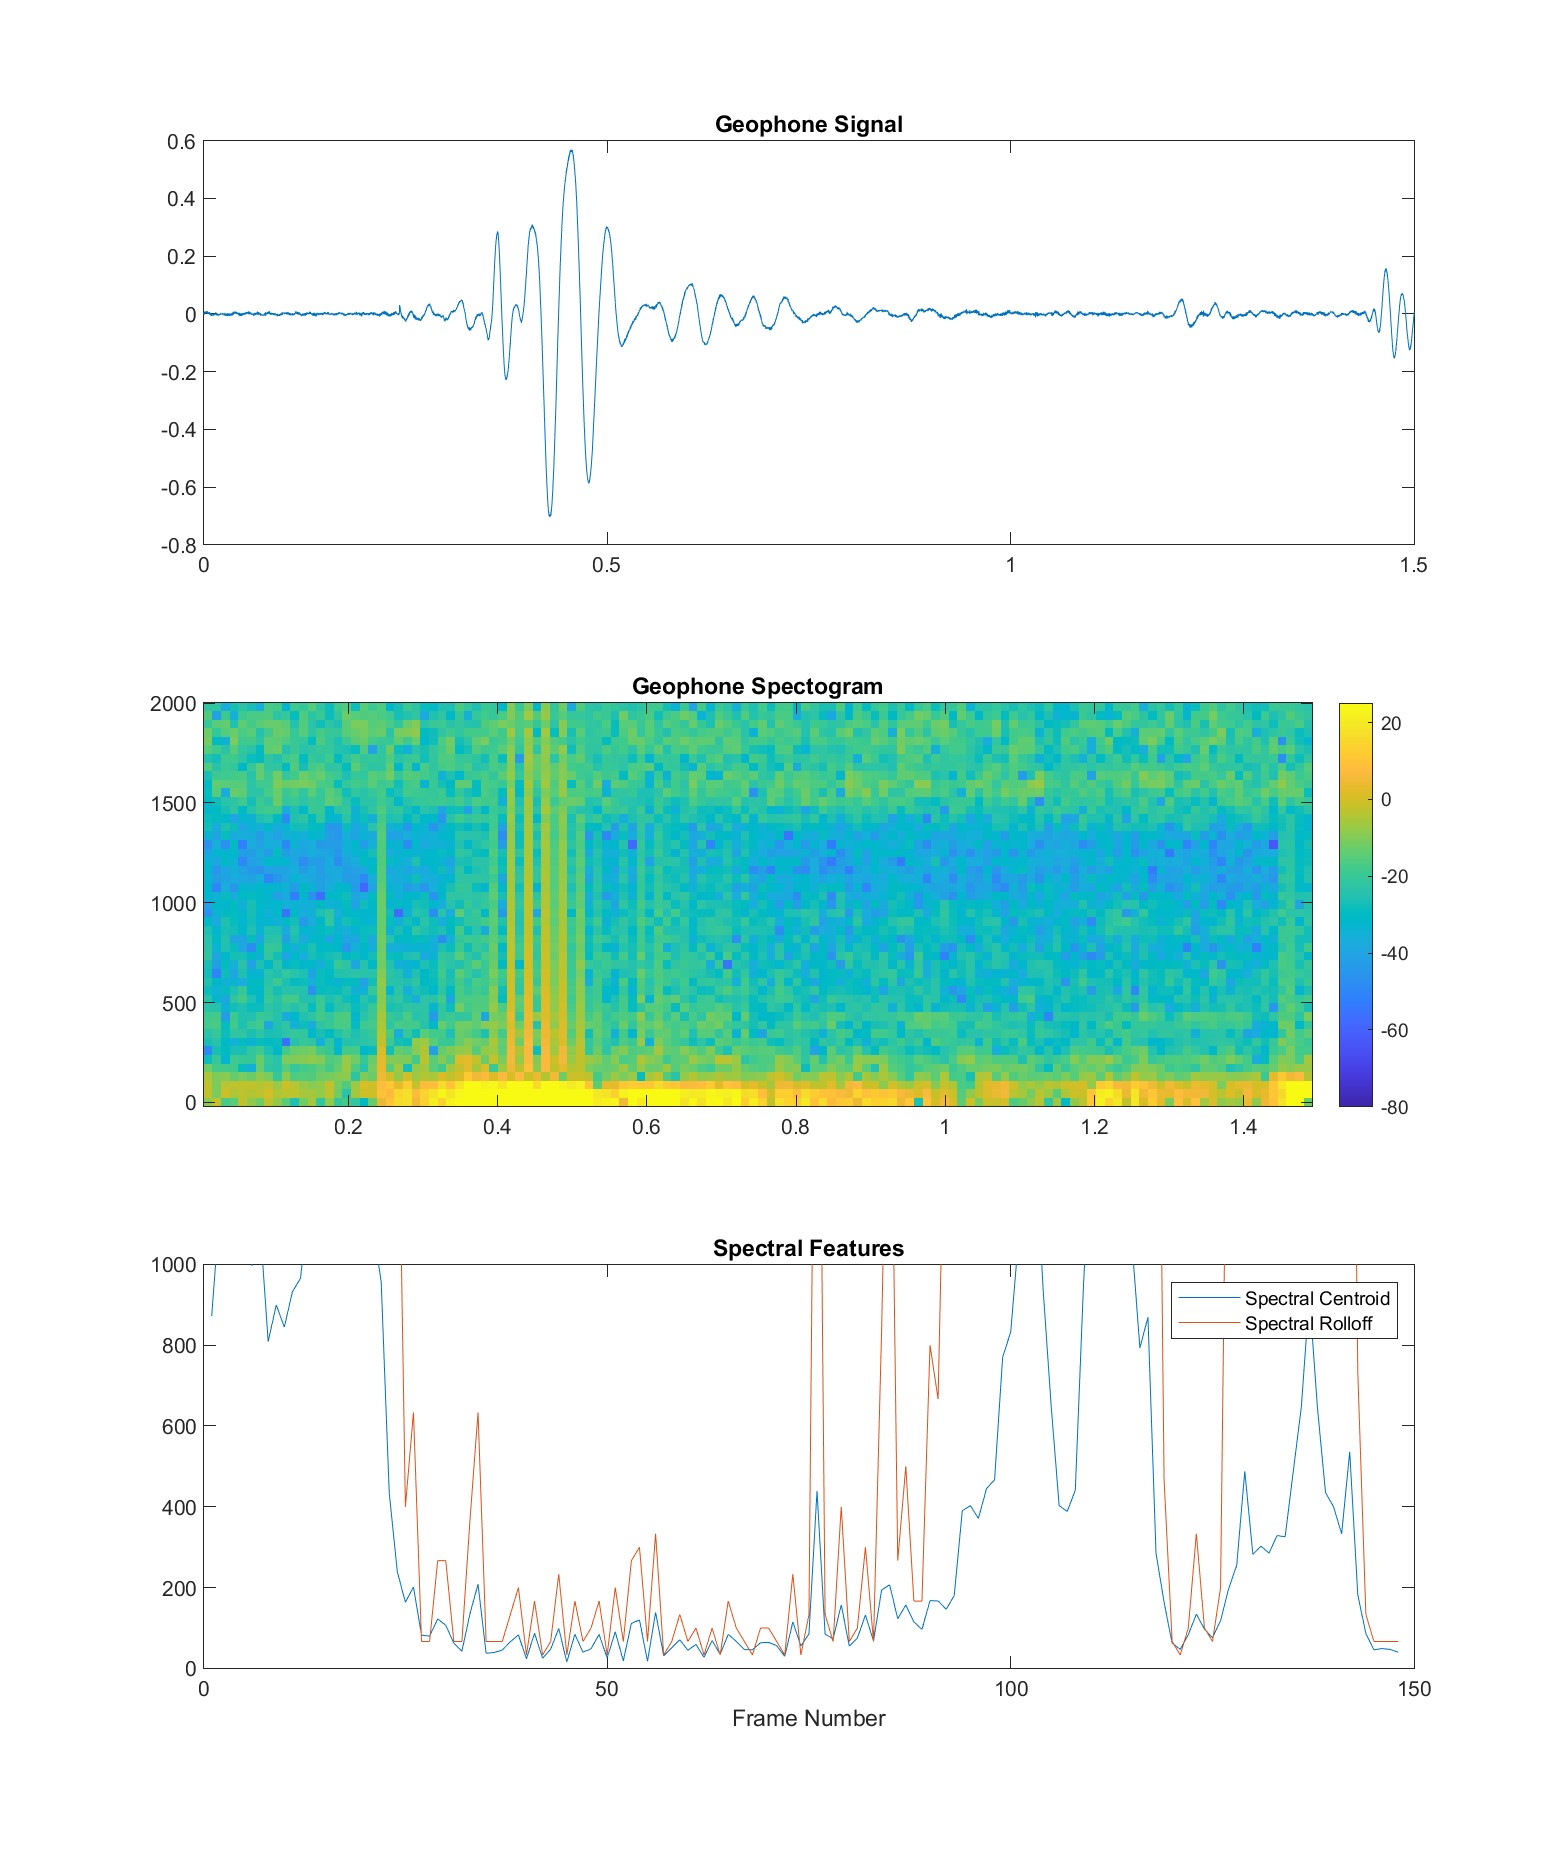 Geophone Signal
0.6
0.4
0.2
0
-0.2
-0.4
-0.6
-0.8
0 0.5 1 1.5
Geophone Spectogram
2000
1500
1000
500
0
0.2 0.4 0.6 0.8 1 1.2 1.4
20
0
-20
-40
-60
-80
Spectral Features
1000
800
600
400
200
0
0 50 100 150
Spectral Centroid
Spectral Rolloff
Frame Number